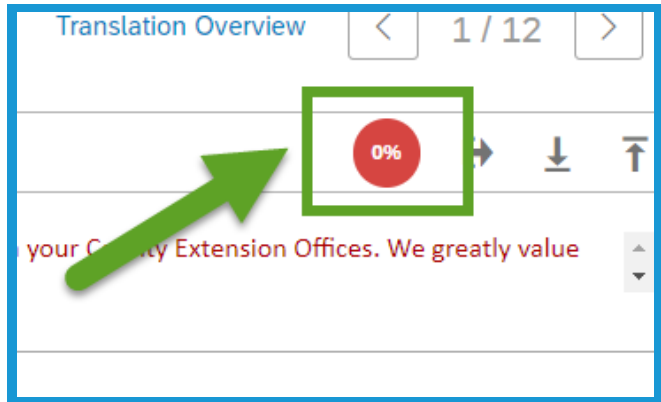 Translation Overview 1 / 12
0%
your County Extension Offices. We greatly value